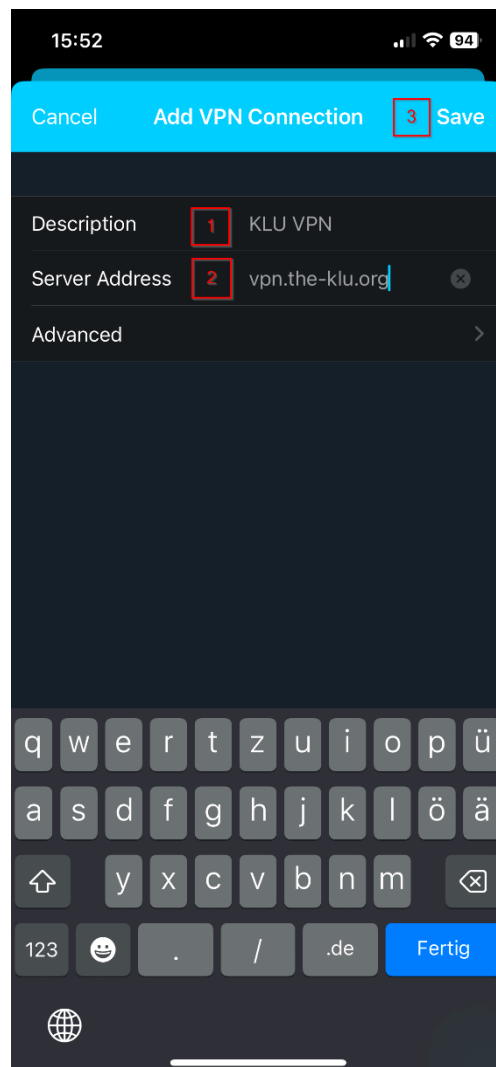 15:52 94
Cancel Add VPN Connection 3 Save
Description 1 KLU VPN
Server Address 2 vpn.the-klu.org
Advanced
q w e r t z u i o p ü
a s d f g h j k l ö ä
y x c v b n m
123 . / .de Fertig